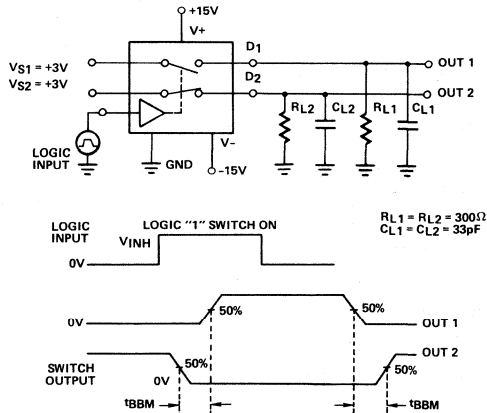 +15V
V+
D1
VS1 = +3V
OUT 1
D2
VS2 = +3V
OUT 2
RL2
CL2
RL1
CL1
V–
LOGIC
INPUT
GND
–15V
RL1 = RL2 = 300Ω
CL1 = CL2 = 33pF
LOGIC
INPUT
LOGIC "1" SWITCH ON
VINH
0V
50%
50%
0V
OUT 1
OUT 2
50%
50%
SWITCH
OUTPUT
0V
tBBM
tBBM